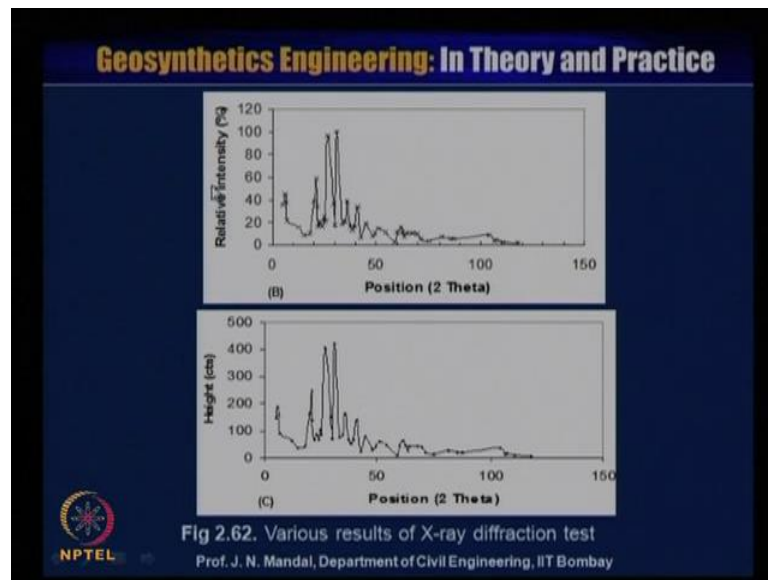 Geosynthetics Engineering: In Theory and Practice
120
100
80
60
40
20
0
Relative intensity (%)
0 50 100 150
(B) Position (2 Theta)
500
400
300
200
100
0
Height (cts)
0 50 100 150
(C) Position (2 Theta)
Fig 2.62. Various results of X-ray diffraction test
NPTEL
Prof. J. N. Mandal, Department of Civil Engineering, IIT Bombay